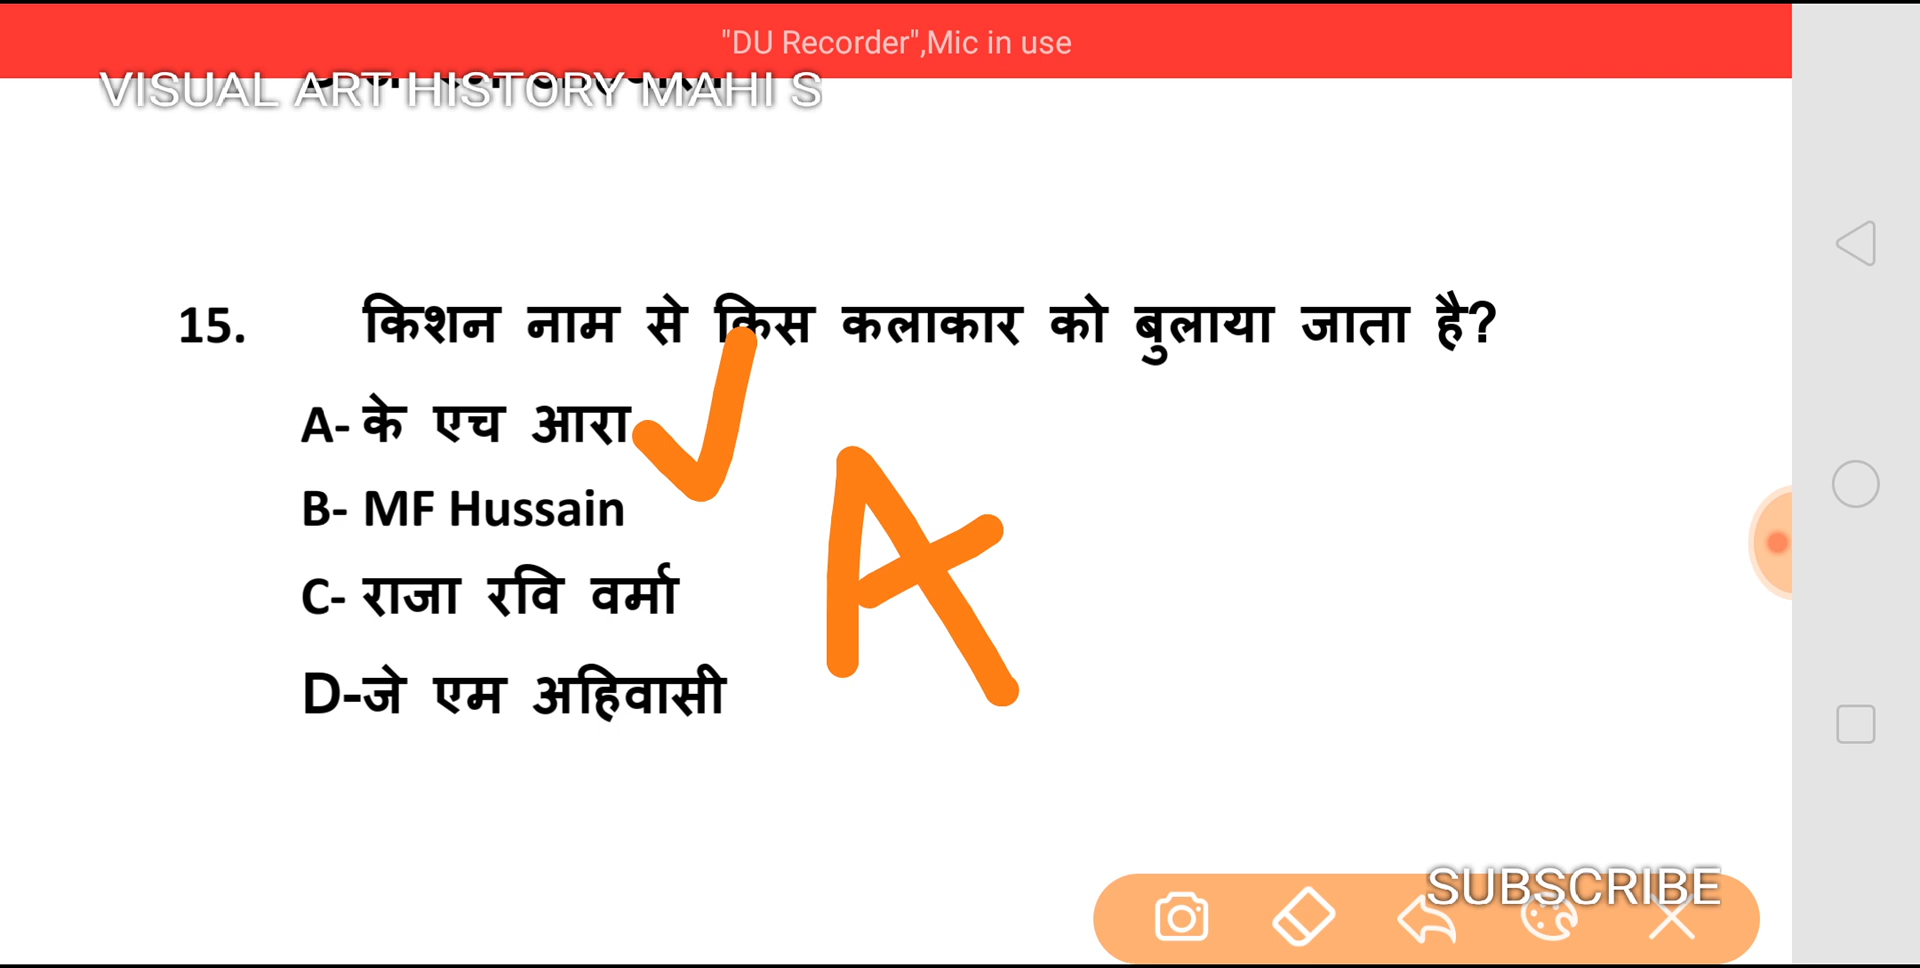 "DU Recorder",Mic in use
VISUAL ART HISTORY MAHI S
15. किशन नाम से किस कलाकार को बुलाया जाता है?
A- के एच आरा
B- MF Hussain
A
C- राजा रवि वर्मा
D-जे एम अहिवासी
SUBSCRIBE